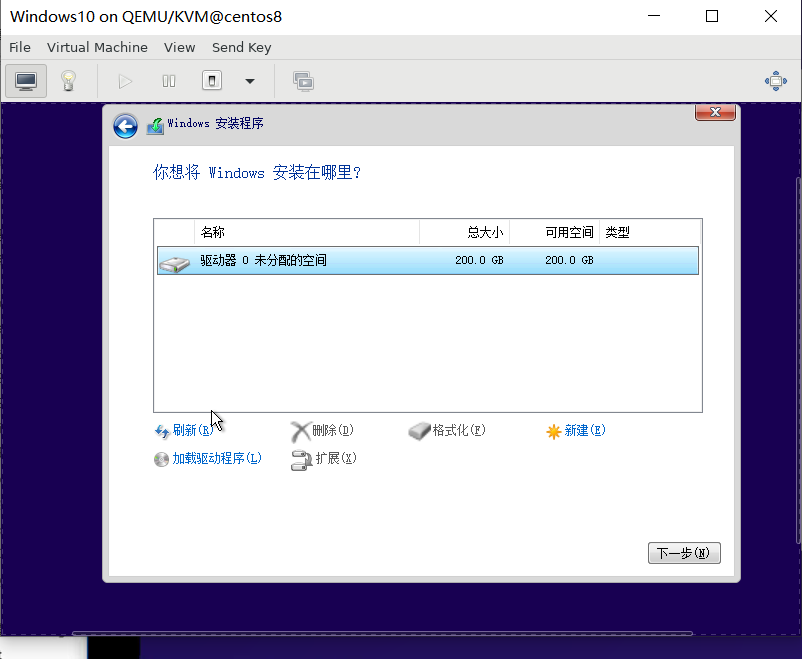 Windows10 on QEMU/KVM@centos8
File Virtual Machine View Send Key
Windows 安装程序
你想将 Windows 安装在哪里?
名称 总大小 可用空间 类型
驱动器 0 未分配的空间 200.0 GB 200.0 GB
刷新(R) 删除(D) 格式化(F) 新建(E)
加载驱动程序(L) 扩展(X)
下一步(N)